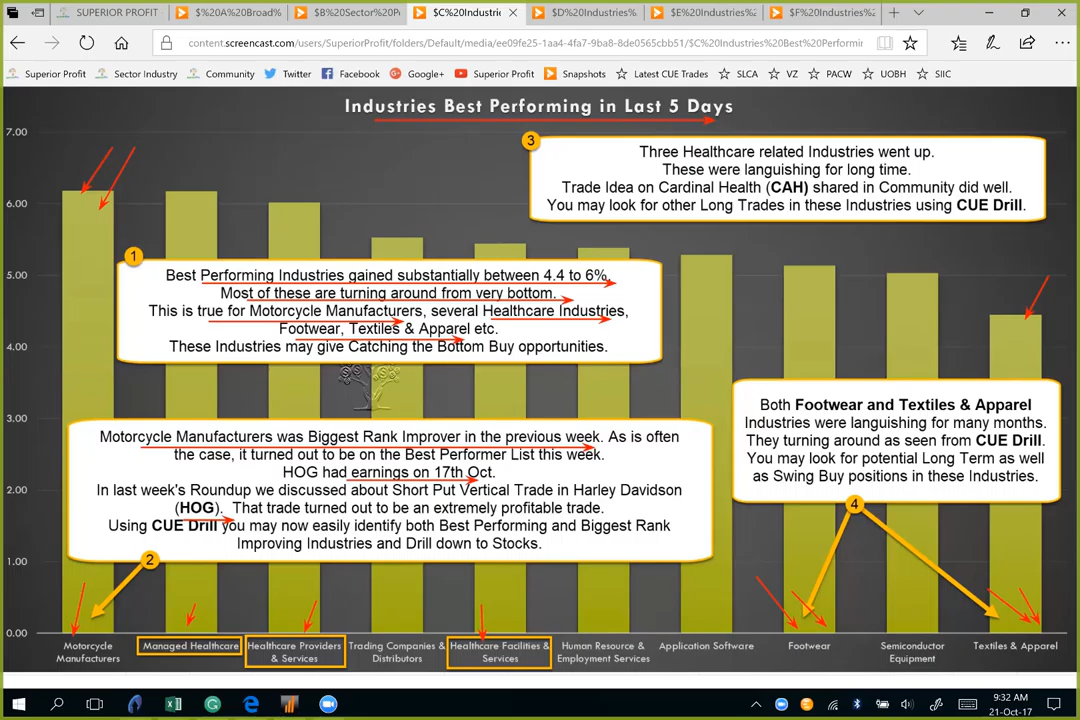 SUPERIOR PROFIT
$%20A%20Broad%
$%20B%20Sector%20P
$%20C%20Industrie
$%20D%20Industries%
$%20E%20Industries%
$%20F%20Industries%
content.screencast.com/users/SuperiorProfit/folders/Default/media/ee09fe25-1aa4-4fa7-9ba8-8de0565cbb51/$%20C%20Industries%20Best%20Performin
Superior Profit
Sector Industry
Community
Twitter
Facebook
Google+
Superior Profit
Snapshots
Latest CUE Trades
SLCA
VZ
PACW
UOBH
SIIC
Industries Best Performing in Last 5 Days
7.00
6.00
5.00
4.00
3.00
2.00
1.00
0.00
3
Three Healthcare related Industries went up.
These were languishing for long time.
Trade Idea on Cardinal Health (CAH) shared in Community did well.
You may look for other Long Trades in these Industries using CUE Drill.
1
Best Performing Industries gained substantially between 4.4 to 6%.
Most of these are turning around from very bottom.
This is true for Motorcycle Manufacturers, several Healthcare Industries,
Footwear, Textiles & Apparel etc.
These Industries may give Catching the Bottom Buy opportunities.
Motorcycle Manufacturers was Biggest Rank Improver in the previous week. As is often
the case, it turned out to be on the Best Performer List this week.
HOG had earnings on 17th Oct.
In last week's Roundup we discussed about Short Put Vertical Trade in Harley Davidson
(HOG). That trade turned out to be an extremely profitable trade.
Using CUE Drill you may now easily identify both Best Performing and Biggest Rank
Improving Industries and Drill down to Stocks.
2
Both Footwear and Textiles & Apparel
Industries were languishing for many months.
They turning around as seen from CUE Drill.
You may look for potential Long Term as well
as Swing Buy positions in these Industries.
4
Motorcycle
Manufacturers
Managed Healthcare
Healthcare Providers
& Services
Trading Companies &
Distributors
Healthcare Facilities &
Services
Human Resource &
Employment Services
Application Software
Footwear
Semiconductor
Equipment
Textiles & Apparel
9:32 AM
21-Oct-17